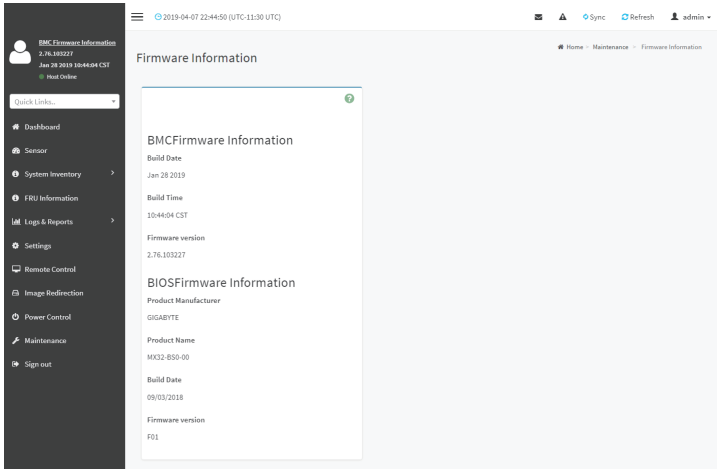 2019-04-07 22:44:50 (UTC-11:30 UTC)
Sync
Refresh
admin
BMC Firmware Information
2.76.103227
Jan 28 2019 10:44:04 CST
Host Online
Quick Links..
Dashboard
Sensor
System Inventory
FRU Information
Logs & Reports
Settings
Remote Control
Image Redirection
Power Control
Maintenance
Sign out
Firmware Information
Home - Maintenance - Firmware Information
BMCFirmware Information
Build Date
Jan 28 2019
Build Time
10:44:04 CST
Firmware version
2.76.103227
BIOSFirmware Information
Product Manufacturer
GIGABYTE
Product Name
MX32-BS0-00
Build Date
09/03/2018
Firmware version
F01